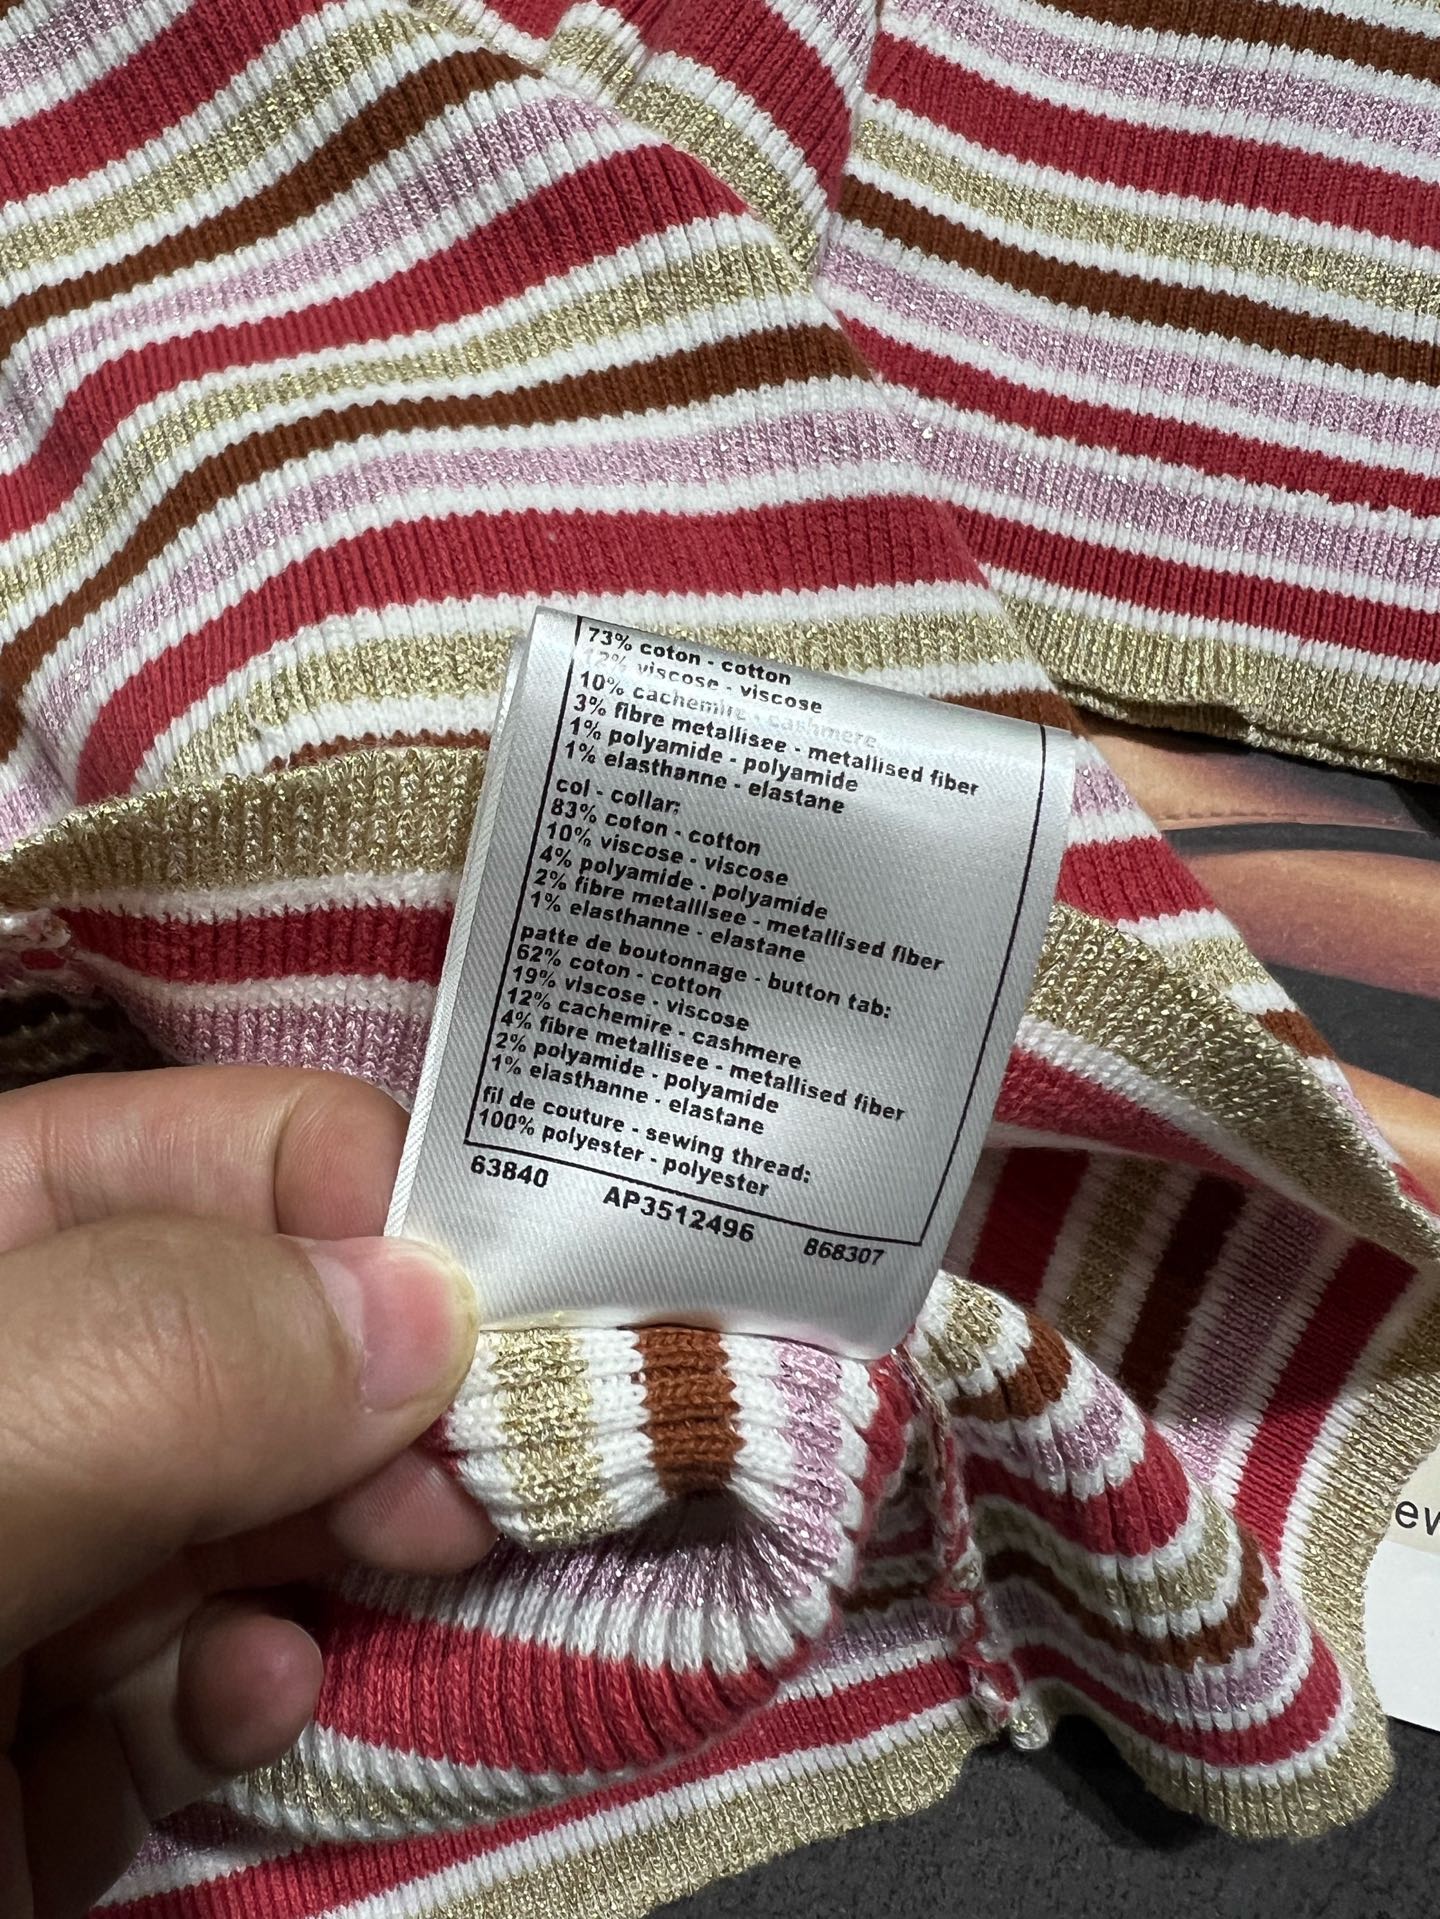 73% coton - cotton
12% viscose - viscose
10% cachemire - cashmere
3% fibre metallisee - metallised fiber
1% polyamide - polyamide
1% elasthanne - elastane
col - collar:
83% coton - cotton
10% viscose - viscose
4% polyamide - polyamide
2% fibre metalllsee - metallised fiber
1% elasthanne - elastane
patte de boutonnage - button tab:
62% coton - cotton
19% viscose - viscose
12% cachemire - cashmere
4% fibre metallisee - metallised fiber
2% polyamide - polyamide
1% elasthanne - elastane
fil de couture - sewing thread:
100% polyester - polyester
63840 AP3512496 868307